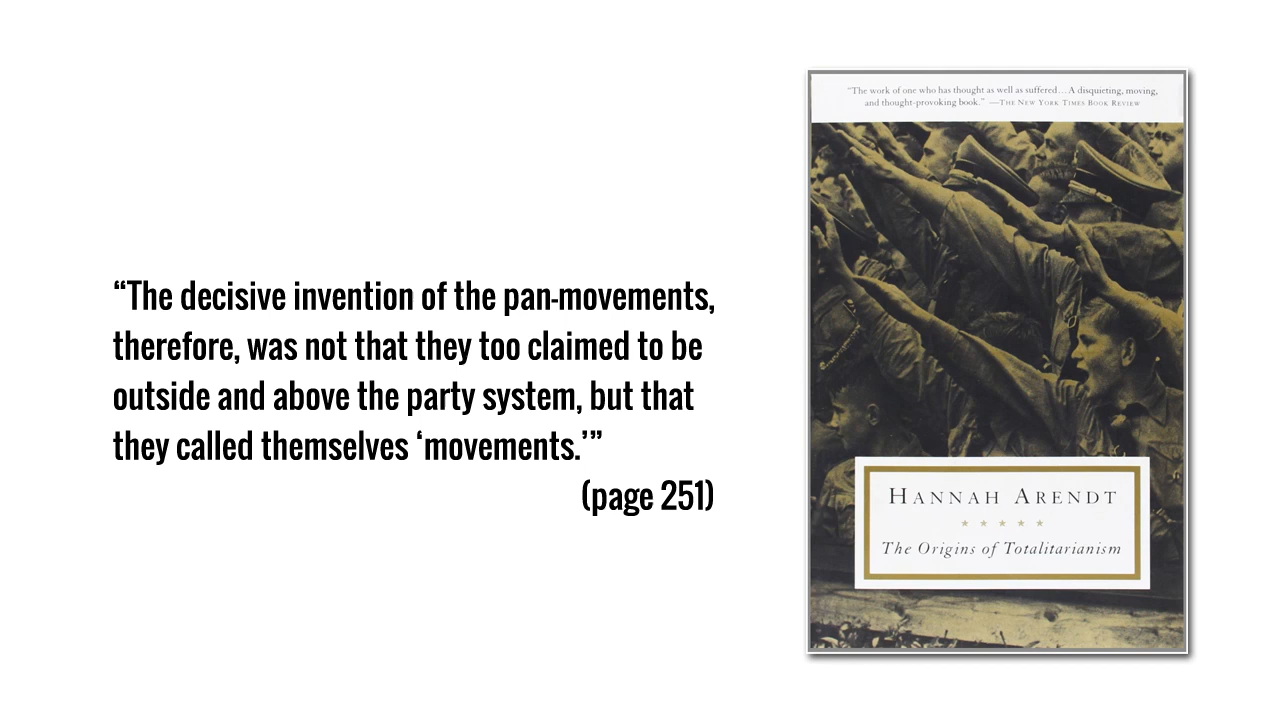 “The decisive invention of the pan-movements,
therefore, was not that they too claimed to be
outside and above the party system, but that
they called themselves ‘movements.’”
(page 251)
“The work of one who has thought as well as suffered…A disquieting, moving,
and thought-provoking book.” —The New York Times Book Review
Hannah Arendt
The Origins of Totalitarianism